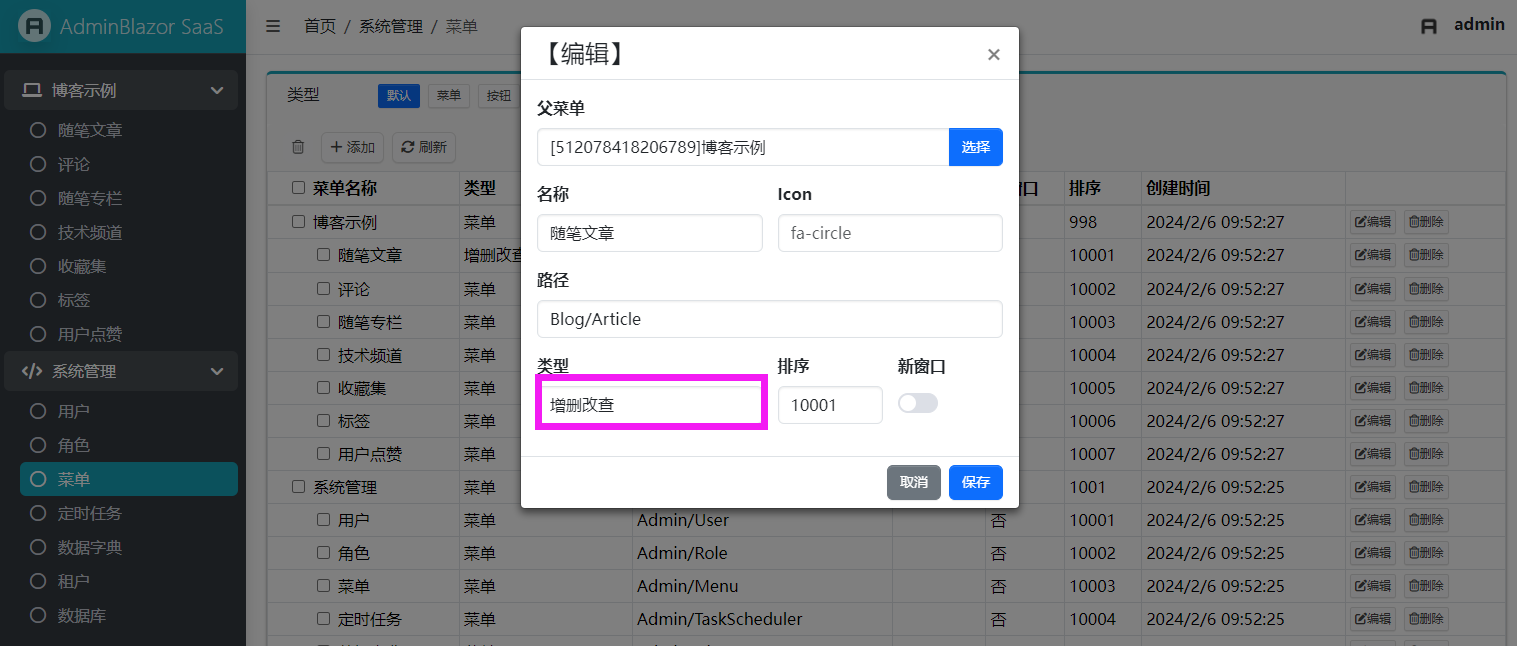 AdminBlazor SaaS
首页 / 系统管理 / 菜单
admin
博客示例
随笔文章
评论
随笔专栏
技术频道
收藏集
标签
用户点赞
系统管理
用户
角色
菜单
定时任务
数据字典
租户
数据库
类型 默认 菜单 按钮
添加 刷新
菜单名称 类型 口 排序 创建时间
博客示例 菜单 998 2024/2/6 09:52:27 编辑 删除
随笔文章 增删改查 10001 2024/2/6 09:52:27 编辑 删除
评论 菜单 10002 2024/2/6 09:52:27 编辑 删除
随笔专栏 菜单 10003 2024/2/6 09:52:27 编辑 删除
技术频道 菜单 10004 2024/2/6 09:52:27 编辑 删除
收藏集 菜单 10005 2024/2/6 09:52:27 编辑 删除
标签 菜单 10006 2024/2/6 09:52:27 编辑 删除
用户点赞 菜单 10007 2024/2/6 09:52:27 编辑 删除
系统管理 菜单 1001 2024/2/6 09:52:25 编辑 删除
用户 菜单 Admin/User 否 10001 2024/2/6 09:52:25 编辑 删除
角色 菜单 Admin/Role 否 10002 2024/2/6 09:52:25 编辑 删除
菜单 菜单 Admin/Menu 否 10003 2024/2/6 09:52:25 编辑 删除
定时任务 菜单 Admin/TaskScheduler 否 10004 2024/2/6 09:52:25 编辑 删除
【编辑】 ×
父菜单
[512078418206789]博客示例 选择
名称 Icon
随笔文章 fa-circle
路径
Blog/Article
类型 排序 新窗口
增删改查 10001
取消 保存